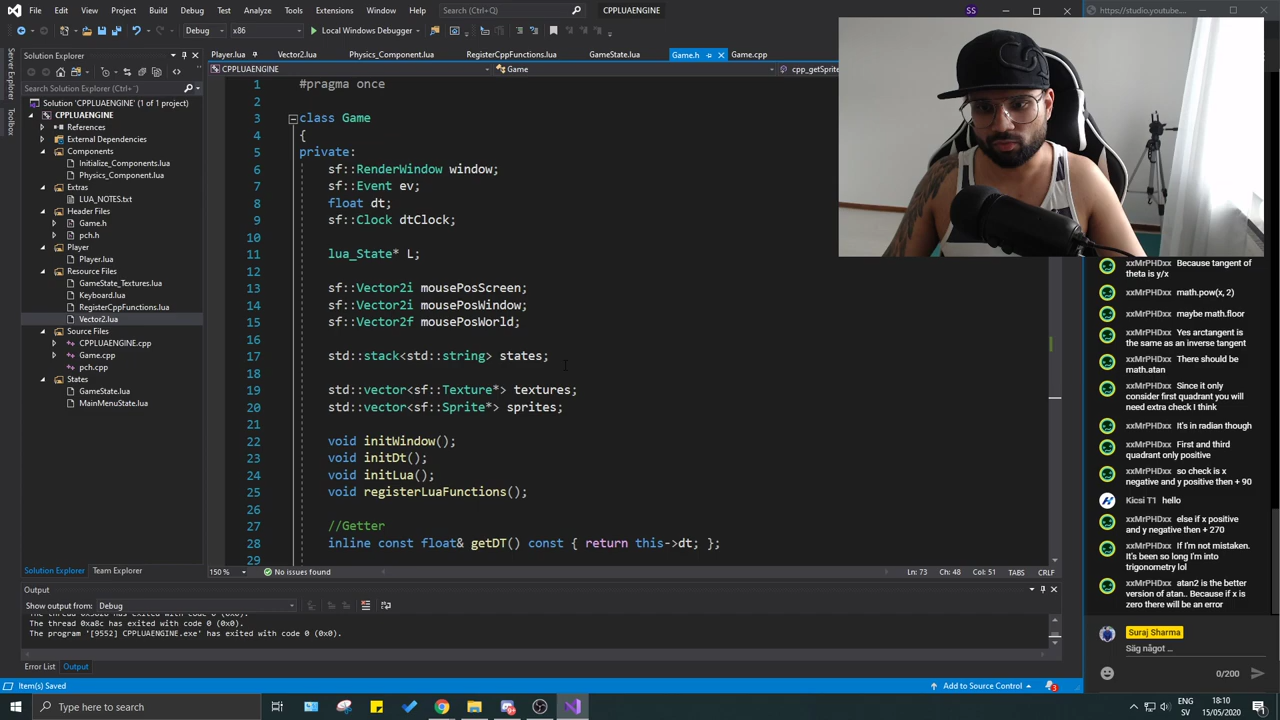 File Edit View Project Build Debug Test Analyze Tools Extensions Window Help Search (Ctrl+Q) CPPLUAENGINE SS
https://studio.youtube....
Debug x86 Local Windows Debugger
Server Explorer
Toolbox
Solution Explorer
Search Solution Explorer (Ctrl+')
Solution 'CPPLUAENGINE' (1 of 1 project)
CPPLUAENGINE
References
External Dependencies
Components
Initialize_Components.lua
Physics_Component.lua
Extras
LUA_NOTES.txt
Header Files
Game.h
pch.h
Player
Player.lua
Resource Files
GameState_Textures.lua
Keyboard.lua
RegisterCppFunctions.lua
Vector2.lua
Source Files
CPPLUAENGINE.cpp
Game.cpp
pch.cpp
States
GameState.lua
MainMenuState.lua
Solution Explorer Team Explorer
Player.lua Vector2.lua Physics_Component.lua RegisterCppFunctions.lua GameState.lua Game.h Game.cpp
CPPLUAENGINE Game cpp_getSprite
1 #pragma once
2
3 class Game
4 {
5 private:
6 sf::RenderWindow window;
7 sf::Event ev;
8 float dt;
9 sf::Clock dtClock;
10
11 lua_State* L;
12
13 sf::Vector2i mousePosScreen;
14 sf::Vector2i mousePosWindow;
15 sf::Vector2f mousePosWorld;
16
17 std::stack<std::string> states;
18
19 std::vector<sf::Texture*> textures;
20 std::vector<sf::Sprite*> sprites;
21
22 void initWindow();
23 void initDt();
24 void initLua();
25 void registerLuaFunctions();
26
27 //Getter
28 inline const float& getDT() const { return this->dt; };
29
150 % No issues found Ln: 73 Ch: 48 Col: 51 TABS CRLF
Output
Show output from: Debug
The thread 0xa8c has exited with code 0 (0x0).
The program '[9552] CPPLUAENGINE.exe' has exited with code 0 (0x0).
Error List Output
Item(s) Saved Add to Source Control 3
xxMrPHDxx Because tangent of
theta is y/x
xxMrPHDxx math.pow(x, 2)
xxMrPHDxx maybe math.floor
xxMrPHDxx Yes arctangent is
the same as an inverse tangent
xxMrPHDxx There should be
math.atan
xxMrPHDxx Since it only
consider first quadrant you will
need extra check I think
xxMrPHDxx It's in radian though
xxMrPHDxx First and third
quadrant only positive
xxMrPHDxx so check is x
negative and y positive then + 90
Kicsi T1 hello
xxMrPHDxx else if x positive
and y negative then + 270
xxMrPHDxx If I'm not mistaken.
It's been so long I'm into
trigonometry lol
xxMrPHDxx atan2 is the better
version of atan.. Because if x is
zero there will be an error
Suraj Sharma
Säg något ...
0/200
Type here to search
ENG
SV
18:10
15/05/2020